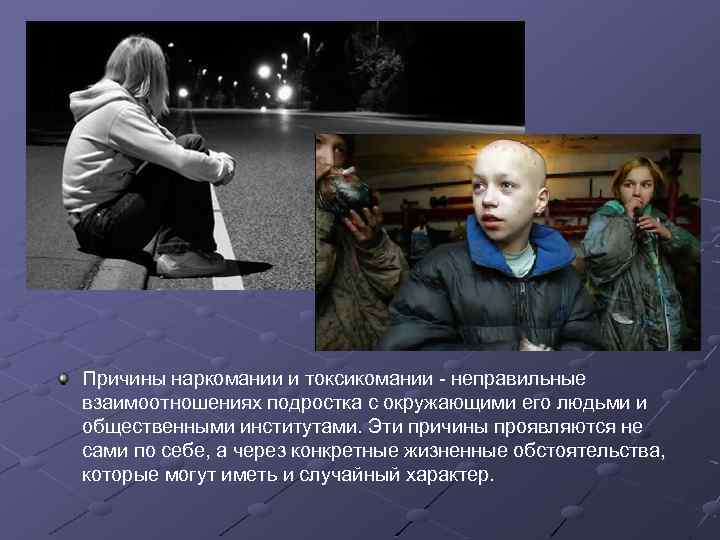 Причины наркомании и токсикомании - неправильные
взаимоотношениях подростка с окружающими его людьми и
общественными институтами. Эти причины проявляются не
сами по себе, а через конкретные жизненные обстоятельства,
которые могут иметь и случайный характер.